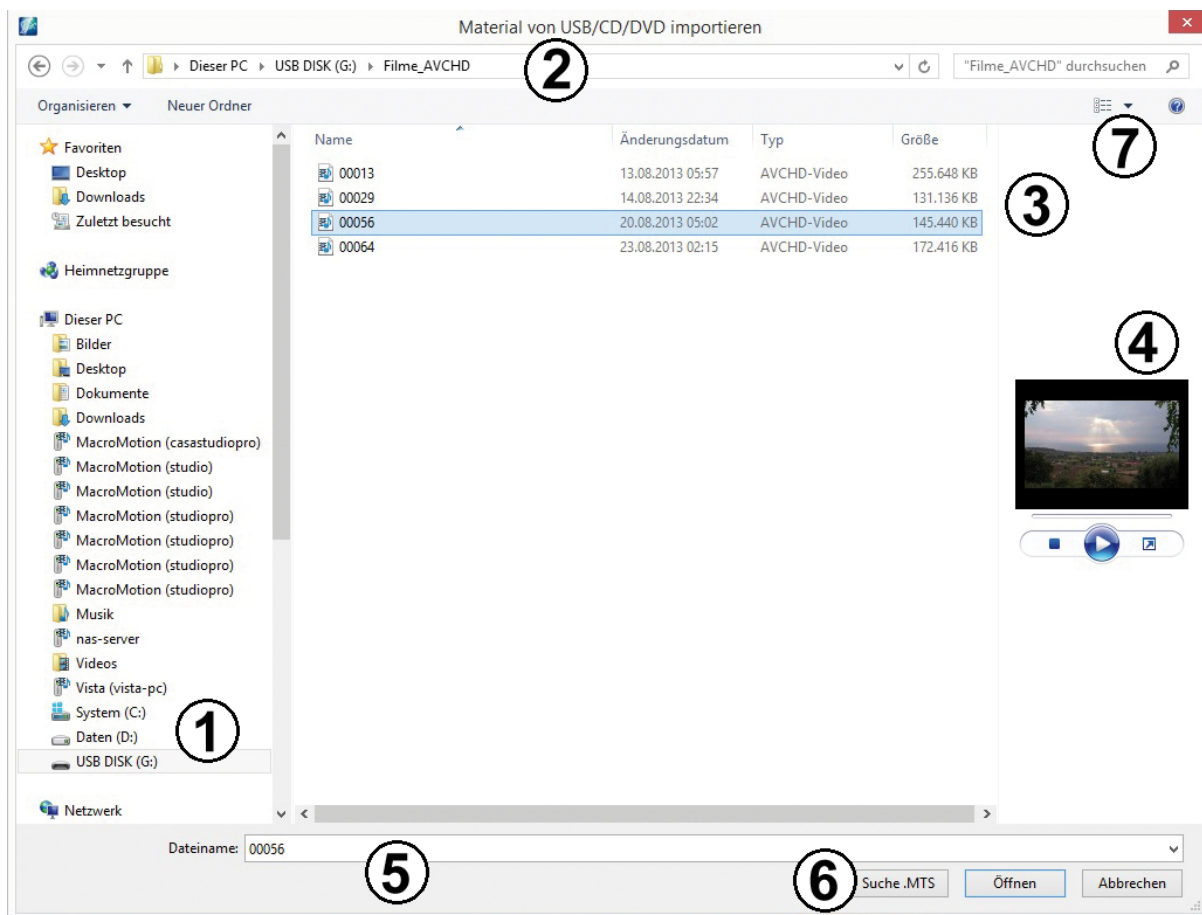 Material von USB/CD/DVD importieren
Dieser PC USB DISK (G:) Filme_AVCHD
2
"Filme_AVCHD" durchsuchen
Organisieren Neuer Ordner
7
Name Änderungsdatum Typ Größe
00013 13.08.2013 05:57 AVCHD-Video 255.648 KB
00029 14.08.2013 22:34 AVCHD-Video 131.136 KB
00056 20.08.2013 05:02 AVCHD-Video 145.440 KB
00064 23.08.2013 02:15 AVCHD-Video 172.416 KB
3
4
Favoriten
Desktop
Downloads
Zuletzt besucht
Heimnetzgruppe
Dieser PC
Bilder
Desktop
Dokumente
Downloads
MacroMotion (casastudiopro)
MacroMotion (studio)
MacroMotion (studio)
MacroMotion (studiopro)
MacroMotion (studiopro)
MacroMotion (studiopro)
MacroMotion (studiopro)
Musik
nas-server
Videos
Vista (vista-pc)
System (C:)
1
Daten (D:)
USB DISK (G:)
Netzwerk
Dateiname: 00056
5
6
Suche .MTS Öffnen Abbrechen